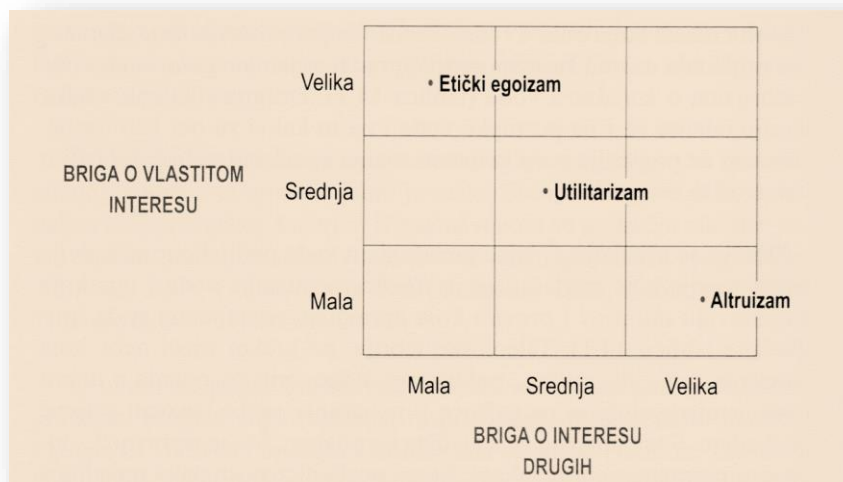 Velika
• Etički egoizam
BRIGA O VLASTITOM
INTERESU
Srednja
• Utilitarizam
Mala
• Altruizam
Mala Srednja Velika
BRIGA O INTERESU
DRUGIH